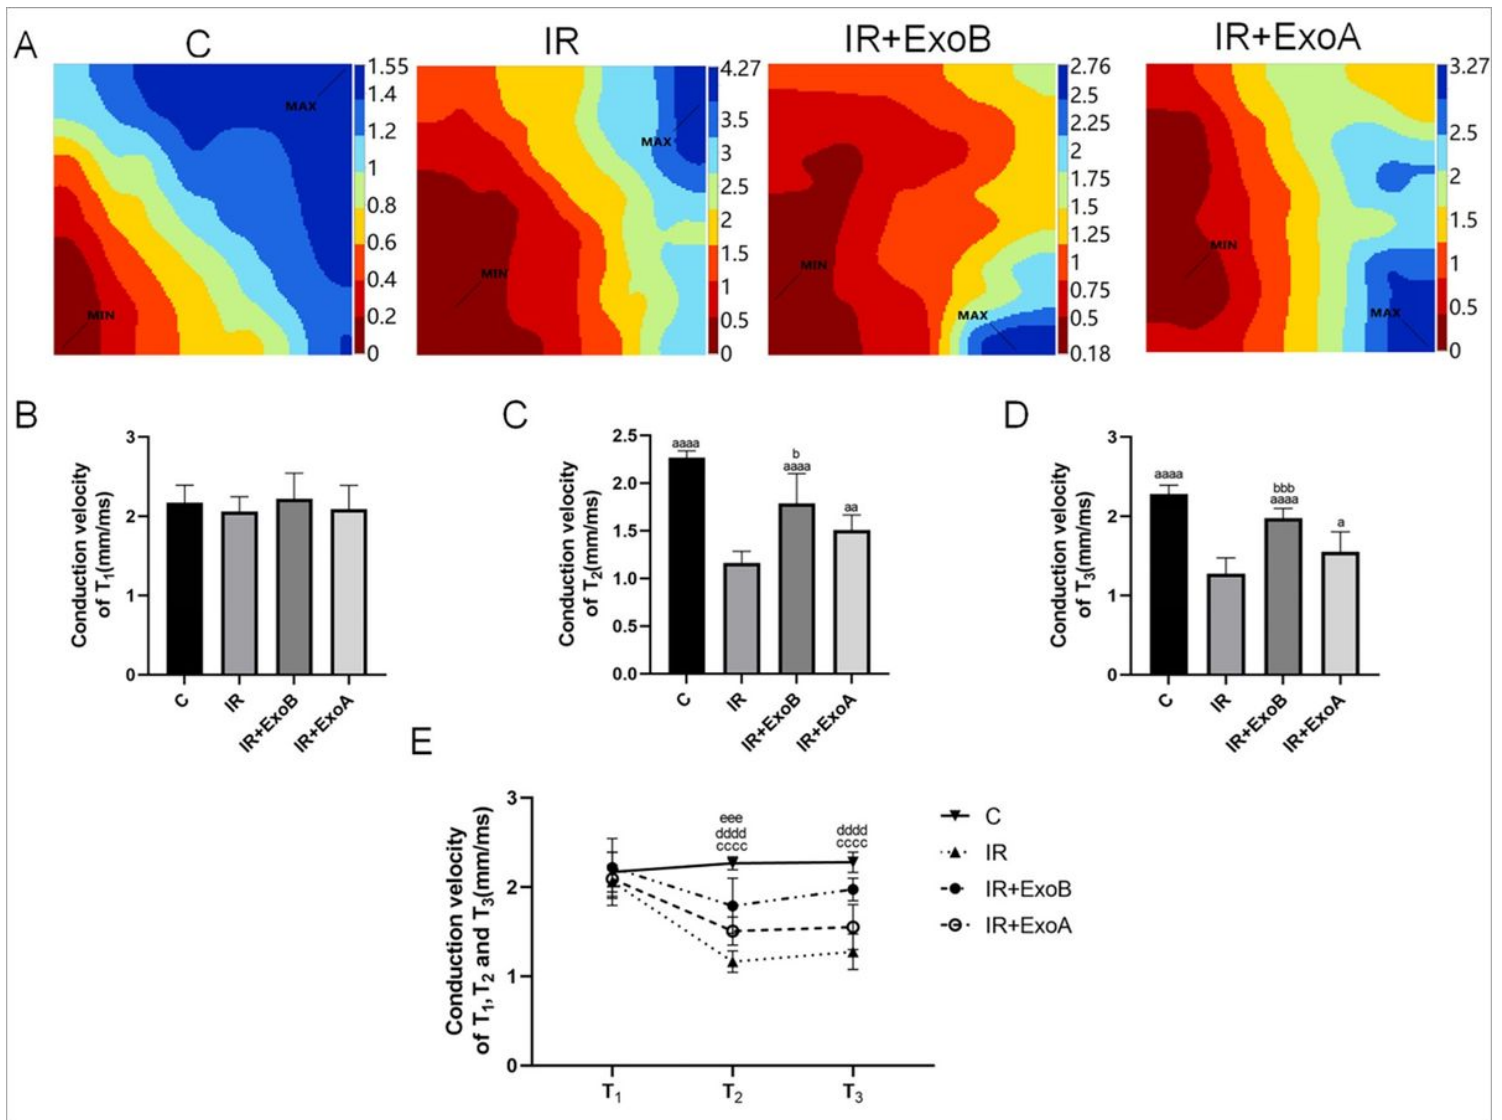 A
C
IR
IR+ExoB
IR+ExoA
MAX
MIN
1.55
1.4
1.2
1
0.8
0.6
0.4
0.2
0
MAX
MIN
4.27
3.5
3
2.5
2
1.5
1
0.5
0
MIN
MAX
2.76
2.5
2.25
2
1.75
1.5
1.25
1
0.75
0.5
0.18
MIN
MAX
3.27
2.5
2
1.5
1
0.5
0
B
Conduction velocity
of T₁(mm/ms)
3
2
1
0
C
IR
IR+ExoB
IR+ExoA
C
Conduction velocity
of T₂(mm/ms)
2.5
2.0
1.5
1.0
0.5
0.0
aaaa
b
aaaa
aa
C
IR
IR+ExoB
IR+ExoA
D
Conduction velocity
of T₃(mm/ms)
3
2
1
0
aaaa
bbb
aaaa
a
C
IR
IR+ExoB
IR+ExoA
E
Conduction velocity
of T₁, T₂ and T₃(mm/ms)
3
2
1
0
eee
dddd
cccc
dddd
cccc
T₁
T₂
T₃
C
IR
IR+ExoB
IR+ExoA